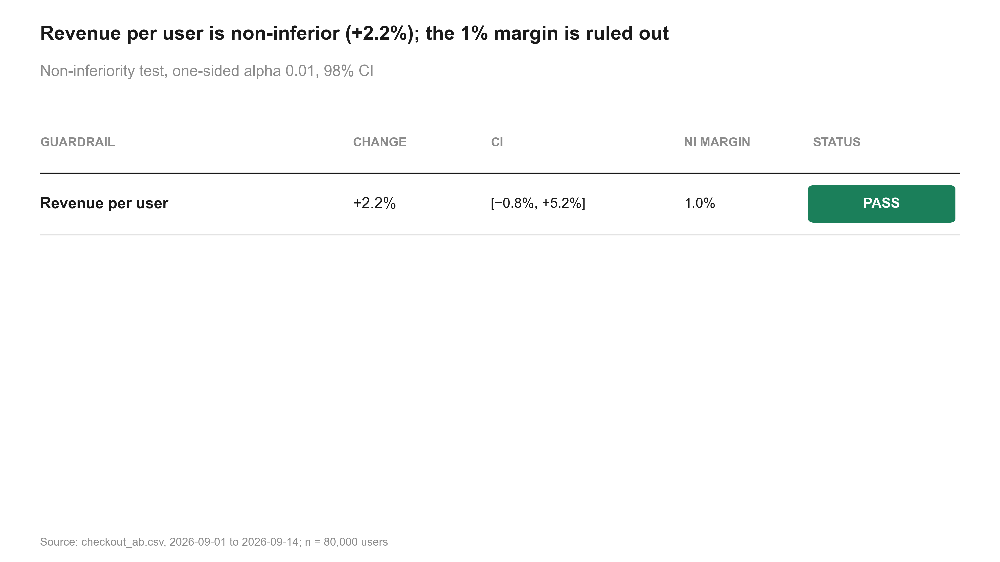 Revenue per user is non-inferior (+2.2%); the 1% margin is ruled out
Non-inferiority test, one-sided alpha 0.01, 98% CI
GUARDRAIL CHANGE CI NI MARGIN STATUS
Revenue per user +2.2% [−0.8%, +5.2%] 1.0% PASS
Source: checkout_ab.csv, 2026-09-01 to 2026-09-14; n = 80,000 users